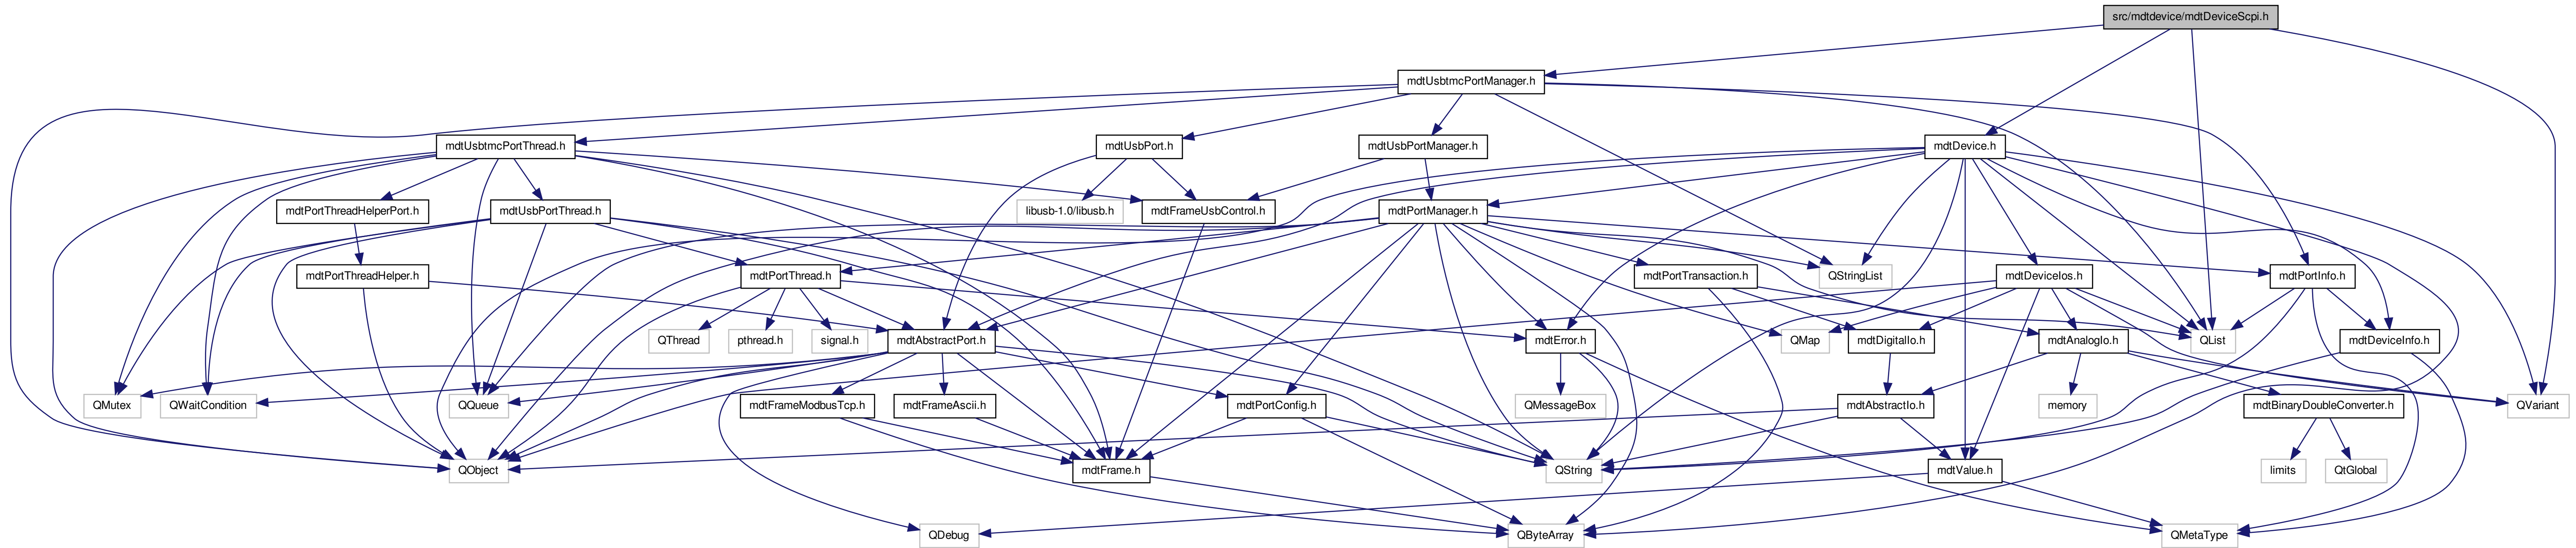 src/mdtdevice/mdtDeviceScpi.h
mdtUsbtmcPortManager.h
mdtUsbtmcPortThread.h
mdtUsbPort.h
mdtUsbPortManager.h
mdtDevice.h
mdtPortThreadHelperPort.h
mdtUsbPortThread.h
libusb-1.0/libusb.h
mdtFrameUsbControl.h
mdtPortManager.h
mdtPortThreadHelper.h
mdtPortThread.h
mdtPortTransaction.h
QStringList
mdtDeviceIos.h
mdtPortInfo.h
QThread
pthread.h
signal.h
mdtAbstractPort.h
mdtError.h
QMap
mdtDigitalIo.h
mdtAnalogIo.h
QList
mdtDeviceInfo.h
QMutex
QWaitCondition
QQueue
mdtFrameModbusTcp.h
mdtFrameAscii.h
mdtPortConfig.h
QMessageBox
mdtAbstractIo.h
memory
mdtBinaryDoubleConverter.h
QVariant
QObject
mdtFrame.h
QString
mdtValue.h
limits
QtGlobal
QDebug
QByteArray
QMetaType